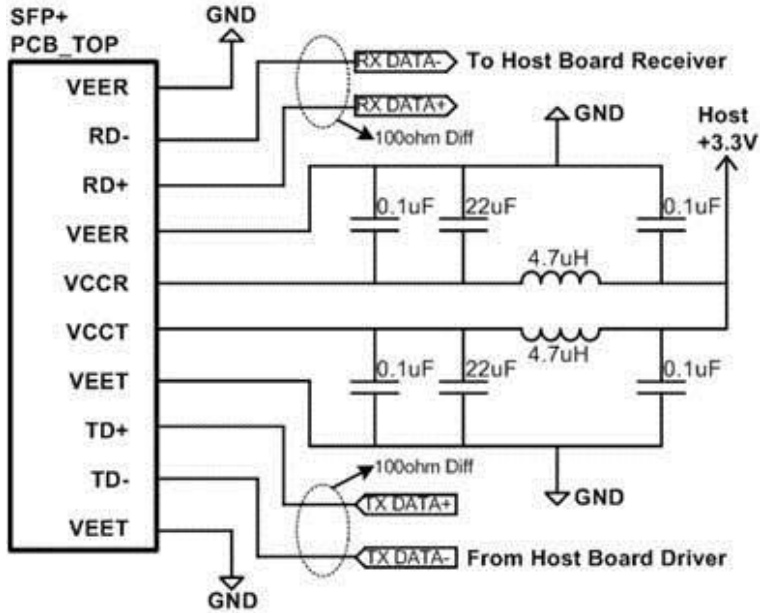 SFP+
PCB_TOP
GND
VEER
RX DATA-
To Host Board Receiver
RD-
RX DATA+
100ohm Diff
GND
Host
+3.3V
RD+
VEER
0.1uF
22uF
0.1uF
4.7uH
VCCR
VCCT
4.7uH
VEET
0.1uF
22uF
0.1uF
TD+
100ohm Diff
TD-
TX DATA+
GND
VEET
TX DATA-
From Host Board Driver
GND